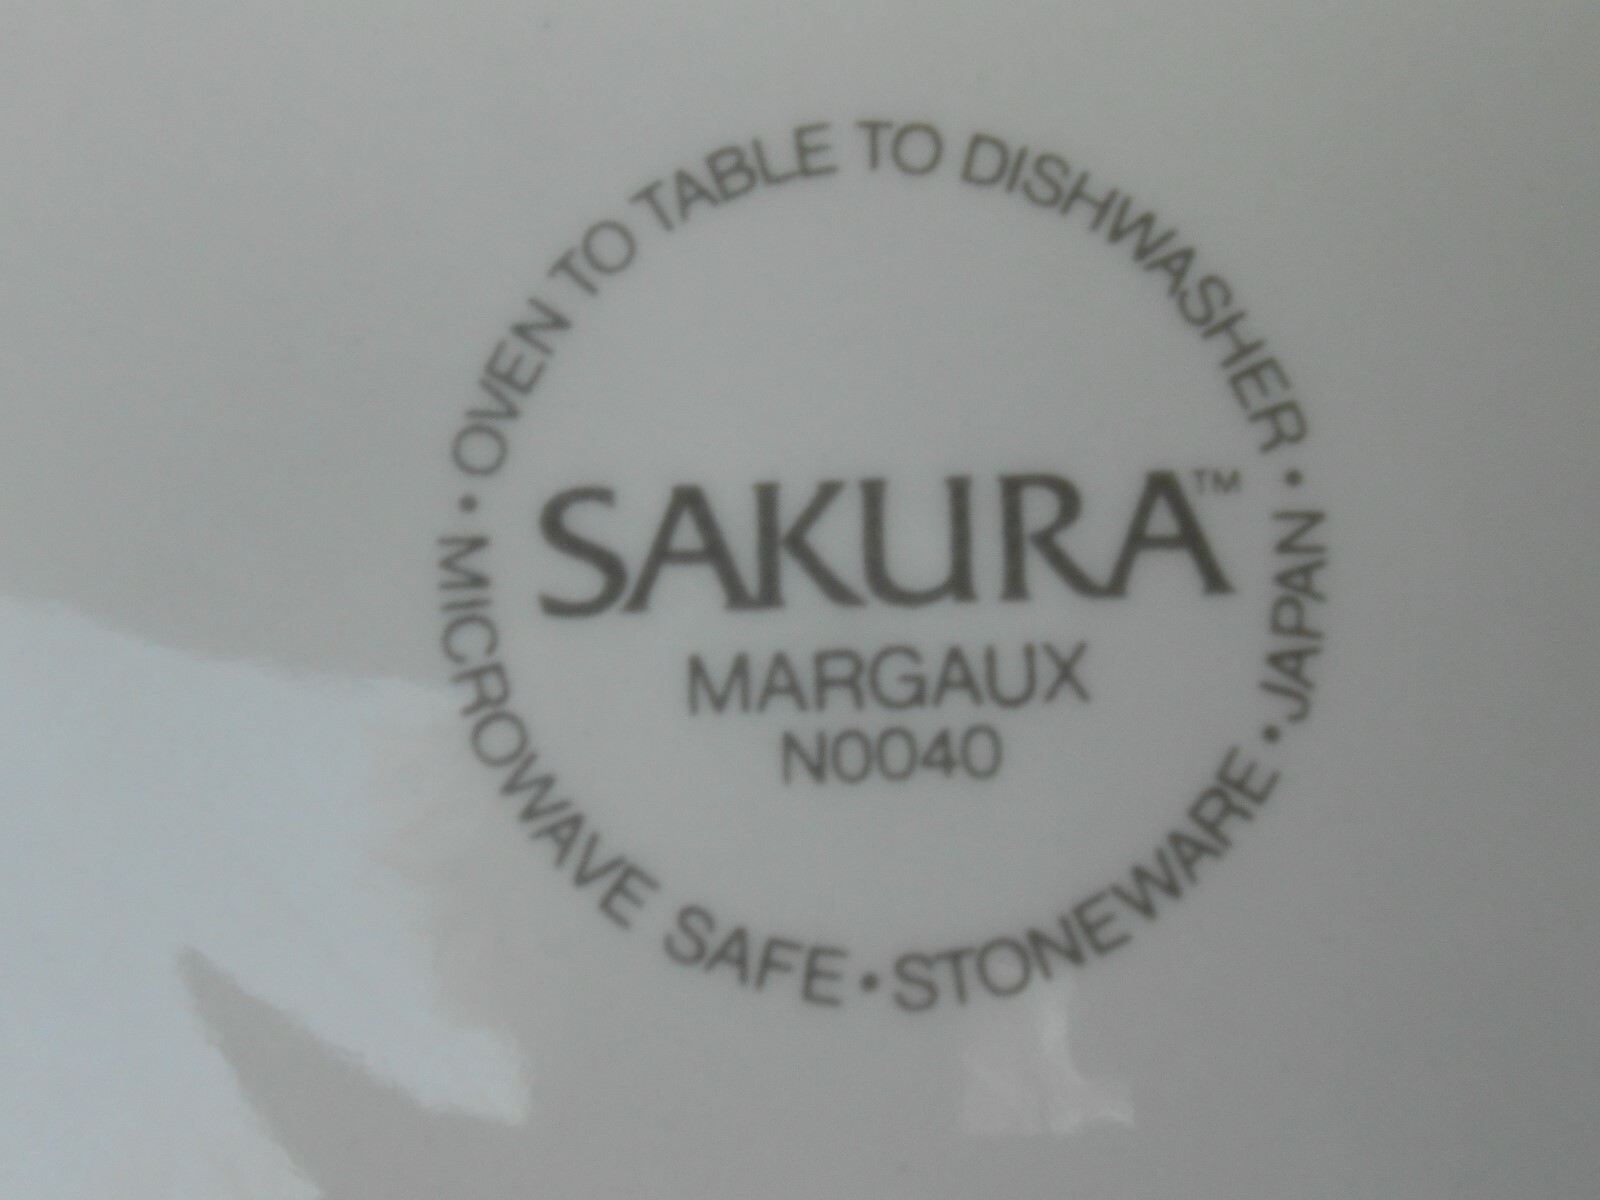 • OVEN TO TABLE TO DISHWASHER • JAPAN • STONEWARE • MICROWAVE SAFE
SAKURA™
MARGAUX
N0040